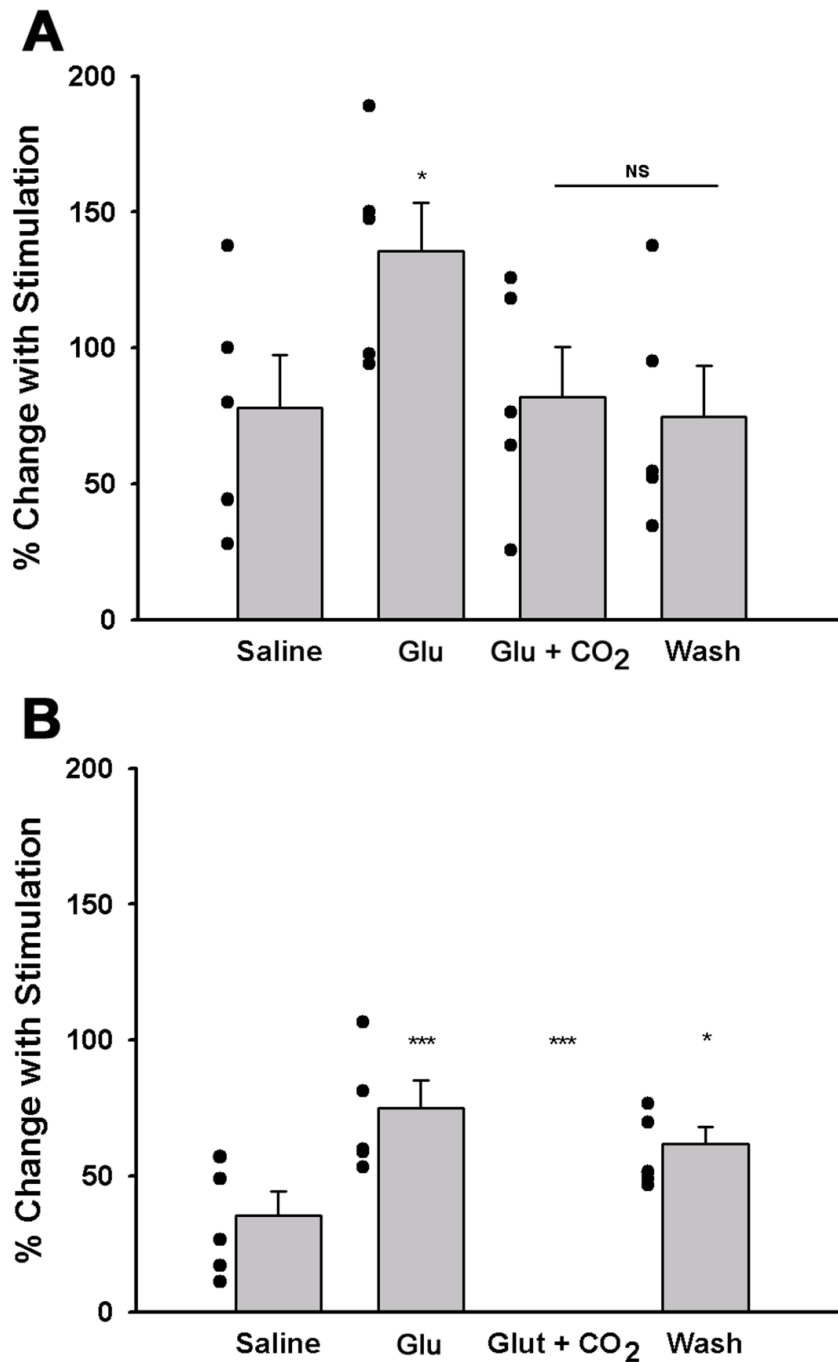 A
200
150
100
50
0
% Change with Stimulation
*
NS
Saline Glu Glu + CO2 Wash
B
200
150
100
50
0
% Change with Stimulation
*** *** *
Saline Glu Glut + CO2 Wash